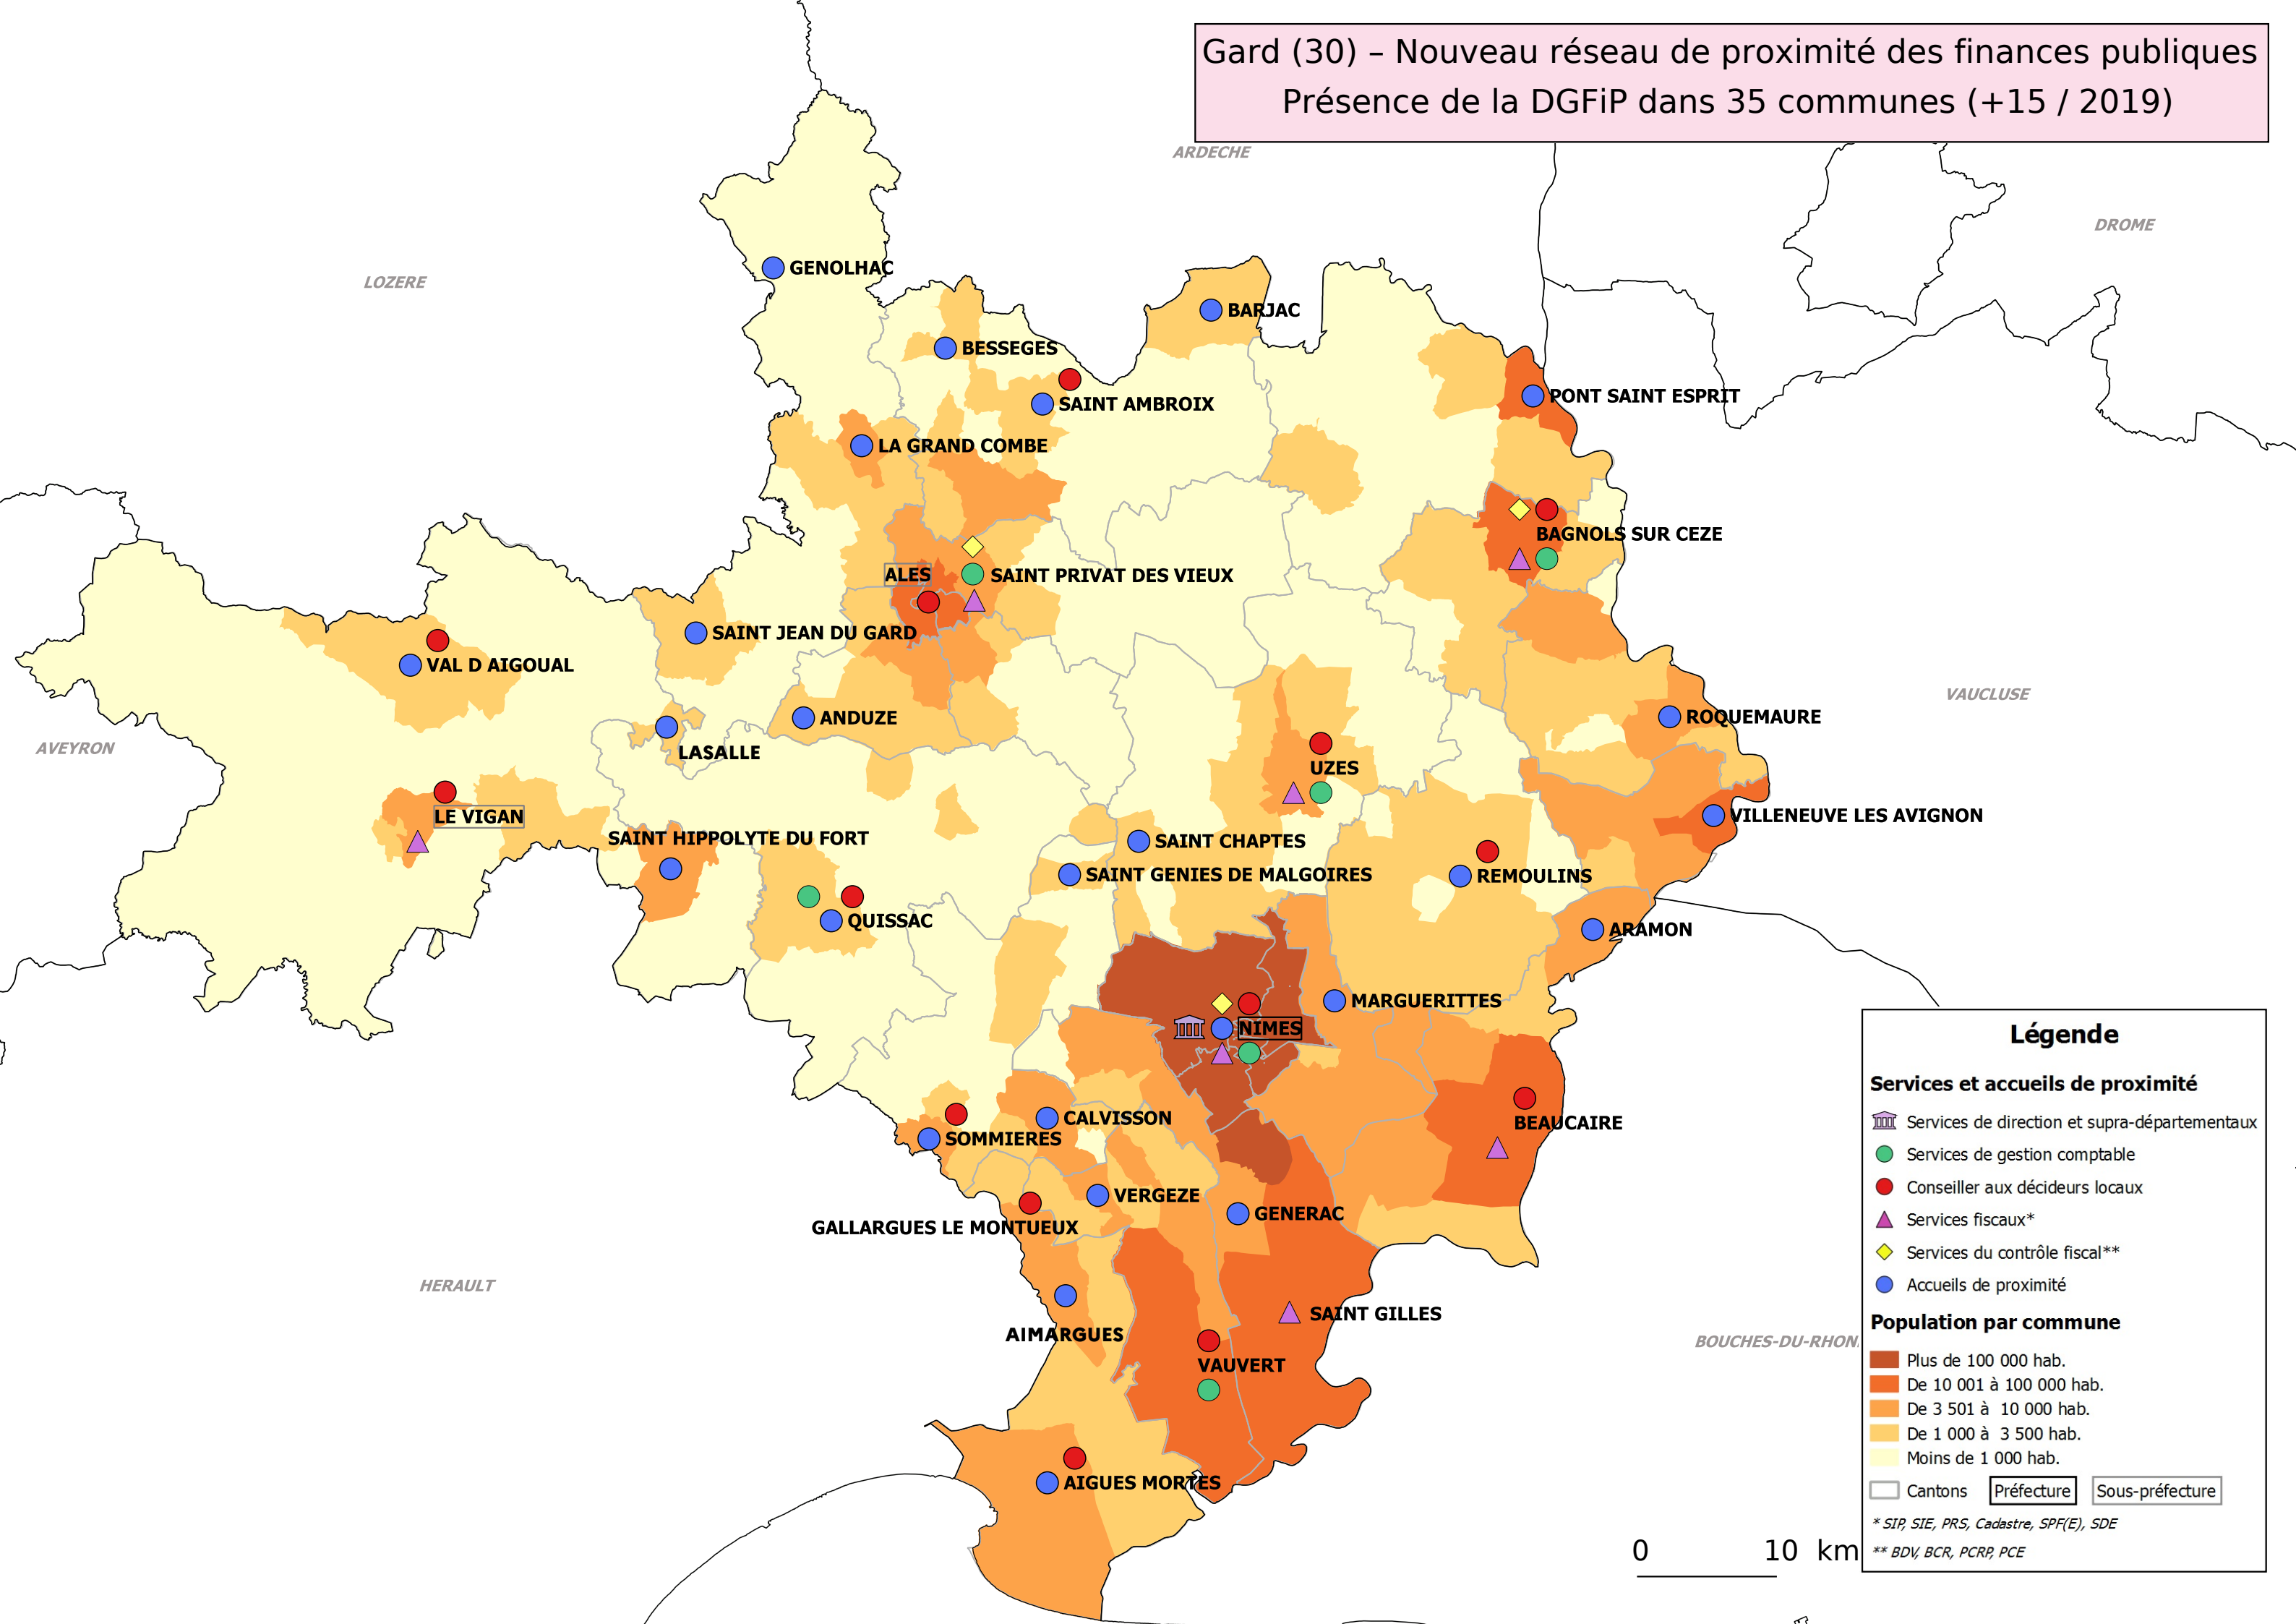 Gard (30) – Nouveau réseau de proximité des finances publiques
Présence de la DGFiP dans 35 communes (+15 / 2019)
ARDECHE
DROME
LOZERE
GENOLHAC
BARJAC
BESSEGES
SAINT AMBROIX
PONT SAINT ESPRIT
LA GRAND COMBE
BAGNOLS SUR CEZE
ALES
SAINT PRIVAT DES VIEUX
SAINT JEAN DU GARD
VAL D AIGOUAL
VAUCLUSE
ANDUZE
ROQUEMAURE
AVEYRON
LASALLE
UZES
LE VIGAN
VILLENEUVE LES AVIGNON
SAINT HIPPOLYTE DU FORT
SAINT CHAPTES
SAINT GENIES DE MALGOIRES
REMOULINS
QUISSAC
ARAMON
MARGUERITTES
NIMES
CALVISSON
BEAUCAIRE
SOMMIERES
VERGEZE
GENERAC
GALLARGUES LE MONTUEUX
HERAULT
SAINT GILLES
AIMARGUES
BOUCHES-DU-RHON
VAUVERT
AIGUES MORTES
0 10 km
Légende
Services et accueils de proximité
Services de direction et supra-départementaux
Services de gestion comptable
Conseiller aux décideurs locaux
Services fiscaux*
Services du contrôle fiscal**
Accueils de proximité
Population par commune
Plus de 100 000 hab.
De 10 001 à 100 000 hab.
De 3 501 à 10 000 hab.
De 1 000 à 3 500 hab.
Moins de 1 000 hab.
Cantons Préfecture Sous-préfecture
* SIP, SIE, PRS, Cadastre, SPF(E), SDE
** BDV, BCR, PCRP, PCE